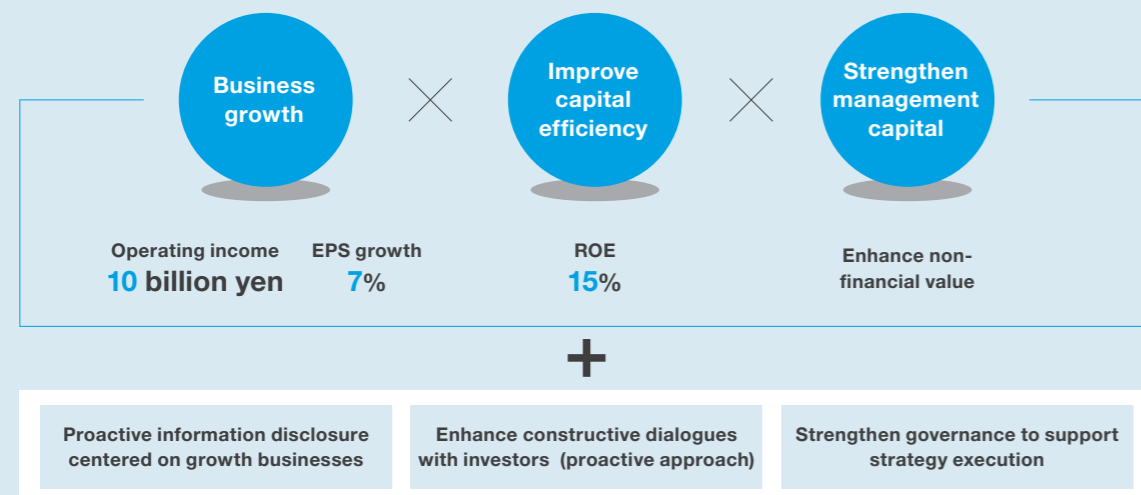 Business
growth
Improve
capital
efficiency
Strengthen
management
capital
Operating income
10 billion yen
EPS growth
7%
ROE
15%
Enhance non-
financial value
+
Proactive information disclosure
centered on growth businesses
Enhance constructive dialogues
with investors (proactive approach)
Strengthen governance to support
strategy execution